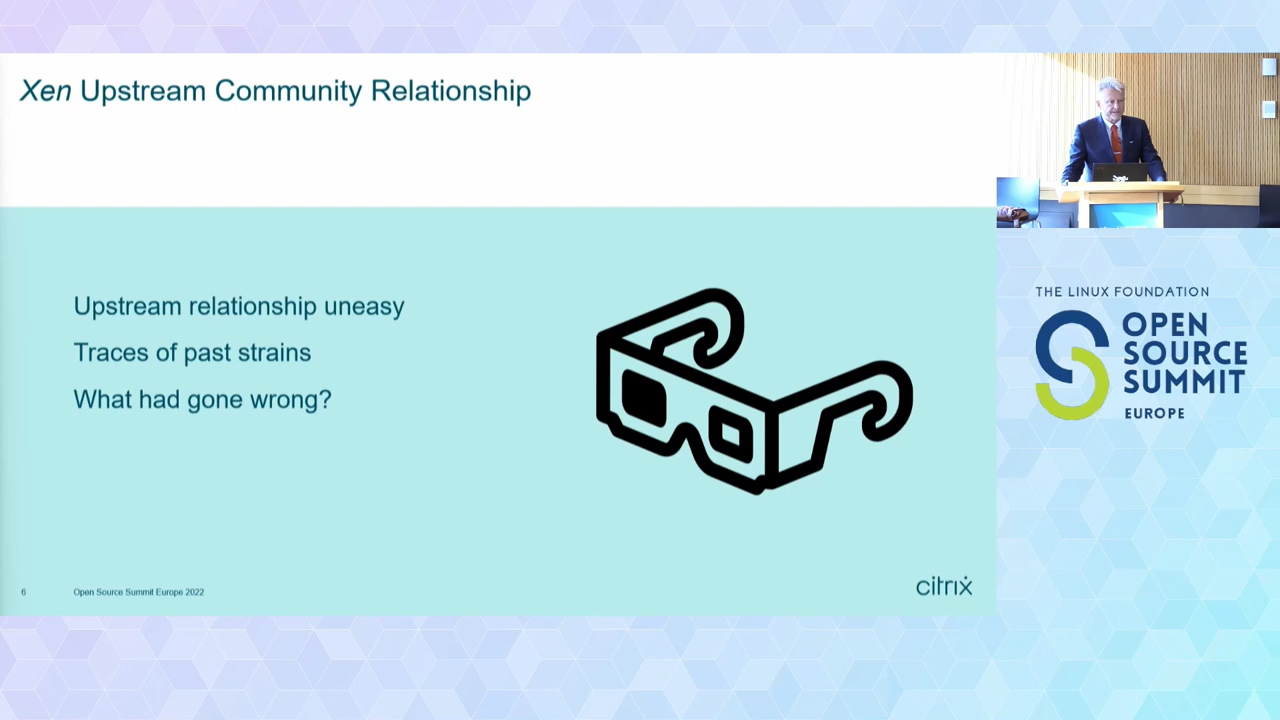 Xen Upstream Community Relationship
Upstream relationship uneasy
Traces of past strains
What had gone wrong?
6
Open Source Summit Europe 2022
citrix
THE LINUX FOUNDATION
OPEN
SOURCE
SUMMIT
EUROPE